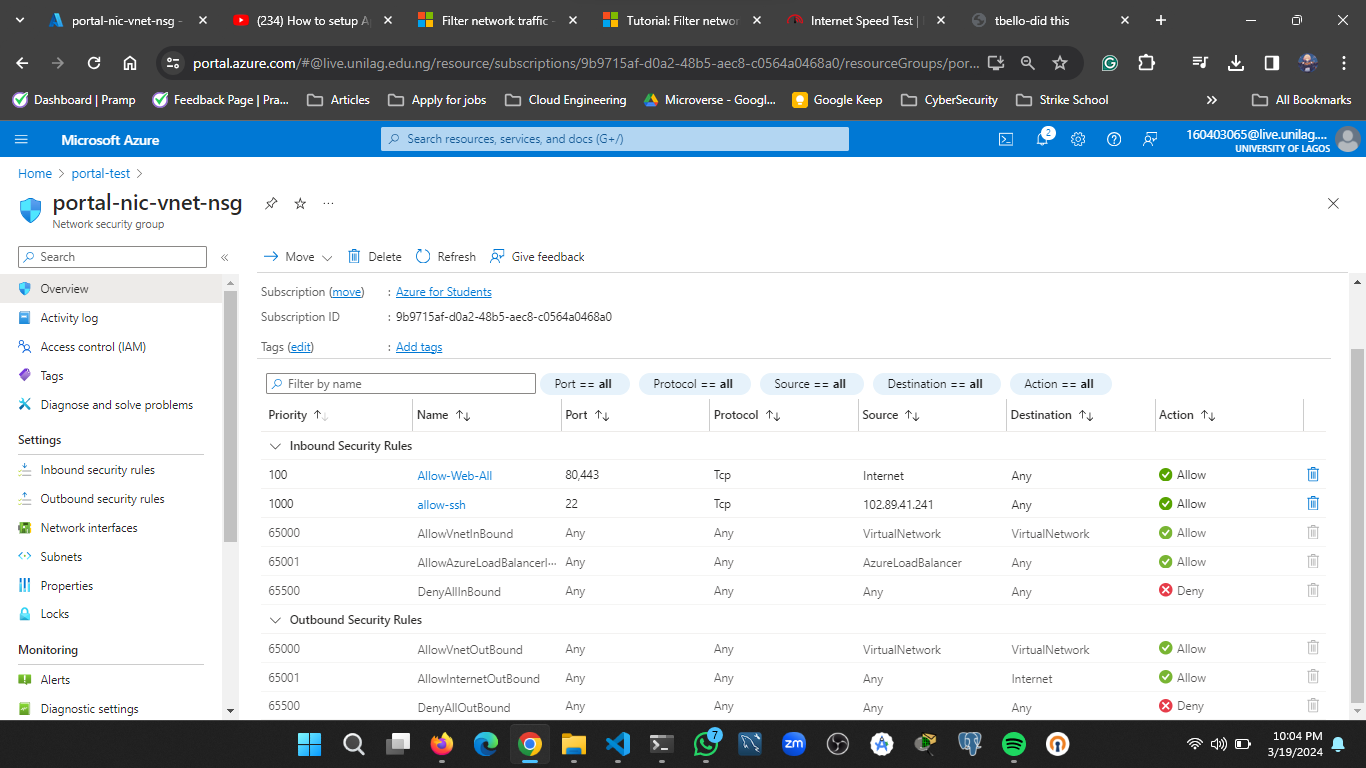 portal-nic-vnet-nsg -
(234) How to setup A
Filter network traffic -
Tutorial: Filter networ
Internet Speed Test |
tbello-did this
portal.azure.com/#@live.unilag.edu.ng/resource/subscriptions/9b9715af-d0a2-48b5-aec8-c0564a0468a0/resourceGroups/por...
Dashboard | Pramp
Feedback Page | Pra...
Articles
Apply for jobs
Cloud Engineering
Microverse - Googl...
Google Keep
CyberSecurity
Strike School
All Bookmarks
Microsoft Azure
Search resources, services, and docs (G+/)
2
160403065@live.unilag....
UNIVERSITY OF LAGOS
Home > portal-test >
portal-nic-vnet-nsg
Network security group
Search
Move
Delete
Refresh
Give feedback
Overview
Activity log
Access control (IAM)
Tags
Diagnose and solve problems
Settings
Inbound security rules
Outbound security rules
Network interfaces
Subnets
Properties
Locks
Monitoring
Alerts
Diagnostic settings
Subscription (move) : Azure for Students
Subscription ID : 9b9715af-d0a2-48b5-aec8-c0564a0468a0
Tags (edit) : Add tags
Filter by name
Port == all
Protocol == all
Source == all
Destination == all
Action == all
Priority Name Port Protocol Source Destination Action
Inbound Security Rules
100 Allow-Web-All 80,443 Tcp Internet Any Allow
1000 allow-ssh 22 Tcp 102.89.41.241 Any Allow
65000 AllowVnetInBound Any Any VirtualNetwork VirtualNetwork Allow
65001 AllowAzureLoadBalancerI... Any Any AzureLoadBalancer Any Allow
65500 DenyAllInBound Any Any Any Any Deny
Outbound Security Rules
65000 AllowVnetOutBound Any Any VirtualNetwork VirtualNetwork Allow
65001 AllowInternetOutBound Any Any Any Internet Allow
65500 DenyAllOutBound Any Any Any Any Deny
7
zm
10:04 PM
3/19/2024